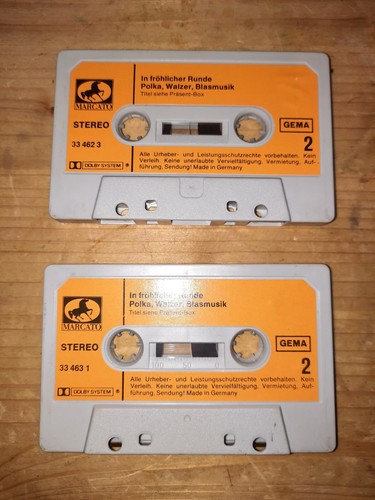 In fröhlicher Runde
Polka, Walzer, Blasmusik
Titel siehe Präsent-Box
MARCATO
STEREO
GEMA
33 462 3
2
DOLBY SYSTEM ®
Alle Urheber- und Leistungsschutzrechte vorbehalten. Kein
Verleih. Keine unerlaubte Vervielfältigung, Vermietung, Auf-
führung, Sendung! Made in Germany
In fröhlicher Runde
Polka, Walzer, Blasmusik
Titel siehe Präsent-Box
MARCATO
STEREO
GEMA
33 463 1
2
100 50 0
DOLBY SYSTEM ®
Alle Urheber- und Leistungsschutzrechte vorbehalten. Kein
Verleih. Keine unerlaubte Vervielfältigung, Vermietung, Auf-
führung, Sendung! Made in Germany